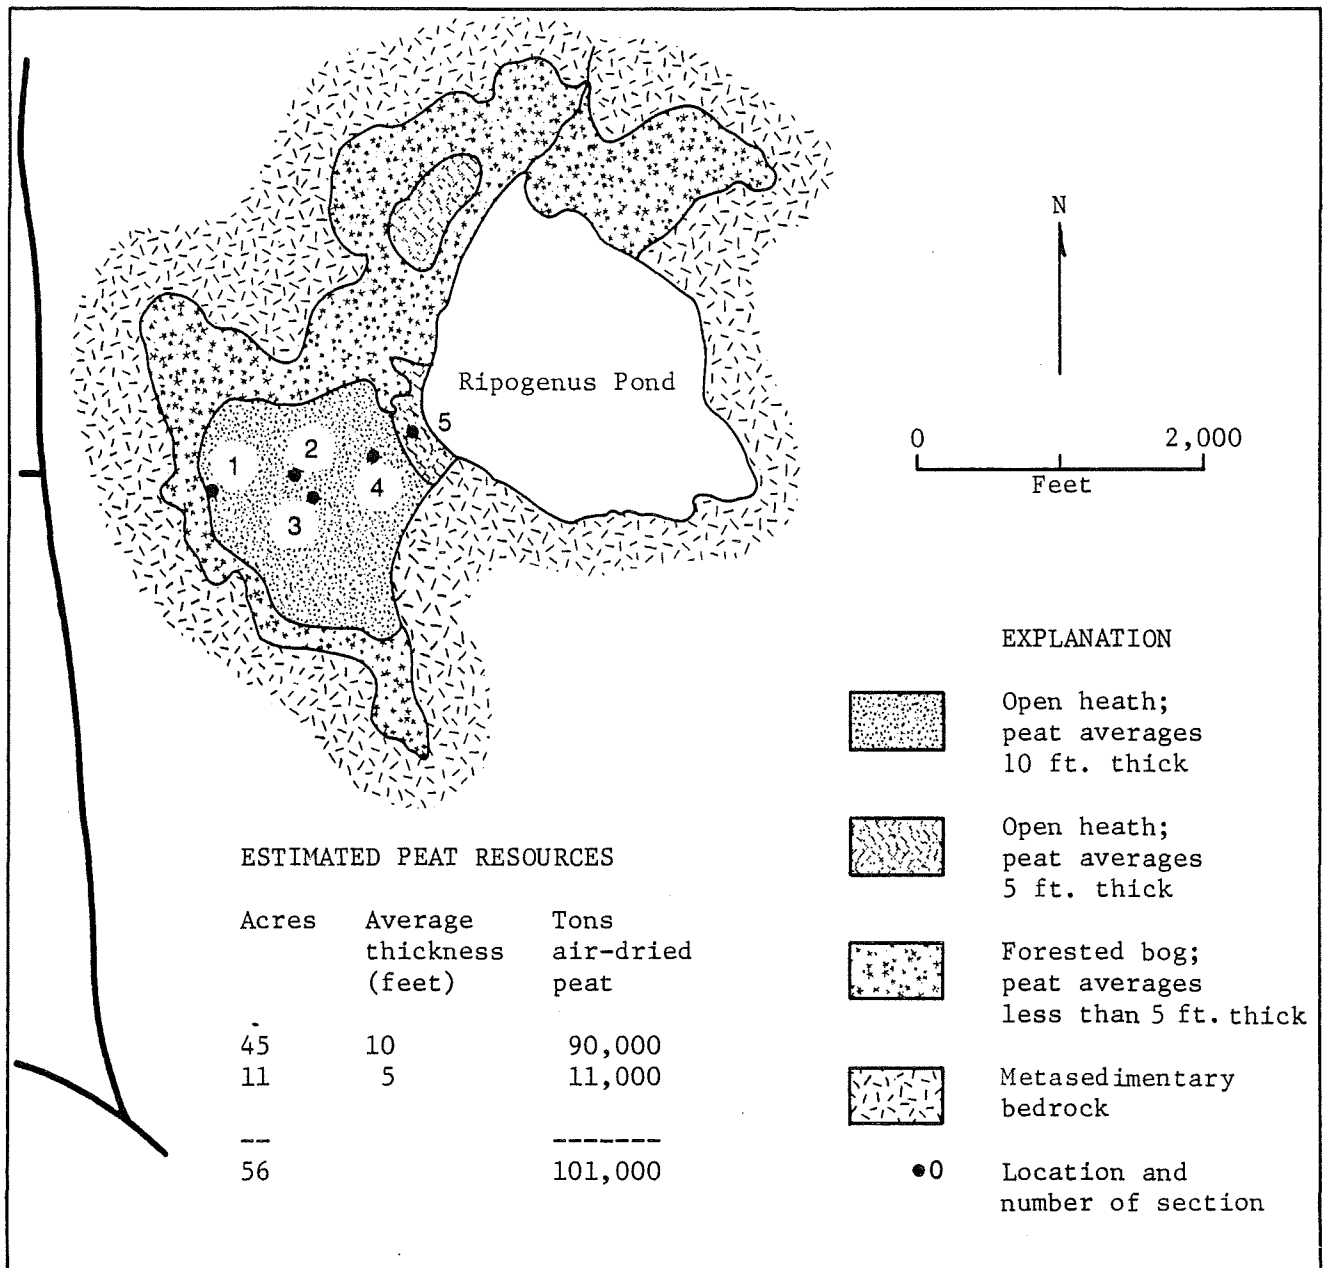 N
0 2,000
Feet
Ripogenus Pond
1
2
3
4
5
EXPLANATION
Open heath;
peat averages
10 ft. thick
Open heath;
peat averages
5 ft. thick
Forested bog;
peat averages
less than 5 ft. thick
Metasedimentary
bedrock
0 Location and
number of section
ESTIMATED PEAT RESOURCES
Acres Average Tons
thickness air-dried
(feet) peat
45 10 90,000
11 5 11,000
-- -------
56 101,000